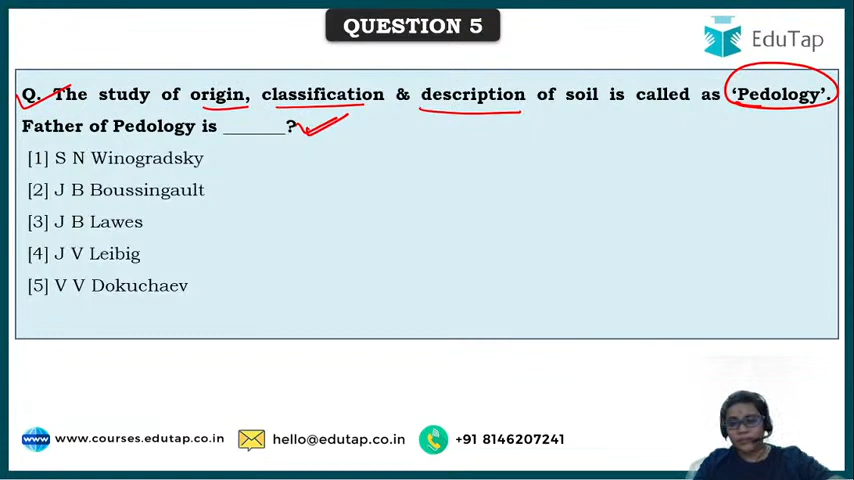 QUESTION 5
EduTap
Q. The study of origin, classification & description of soil is called as ‘Pedology’.
Father of Pedology is ______?
[1] S N Winogradsky
[2] J B Boussingault
[3] J B Lawes
[4] J V Leibig
[5] V V Dokuchaev
www.courses.edutap.co.in hello@edutap.co.in +91 8146207241